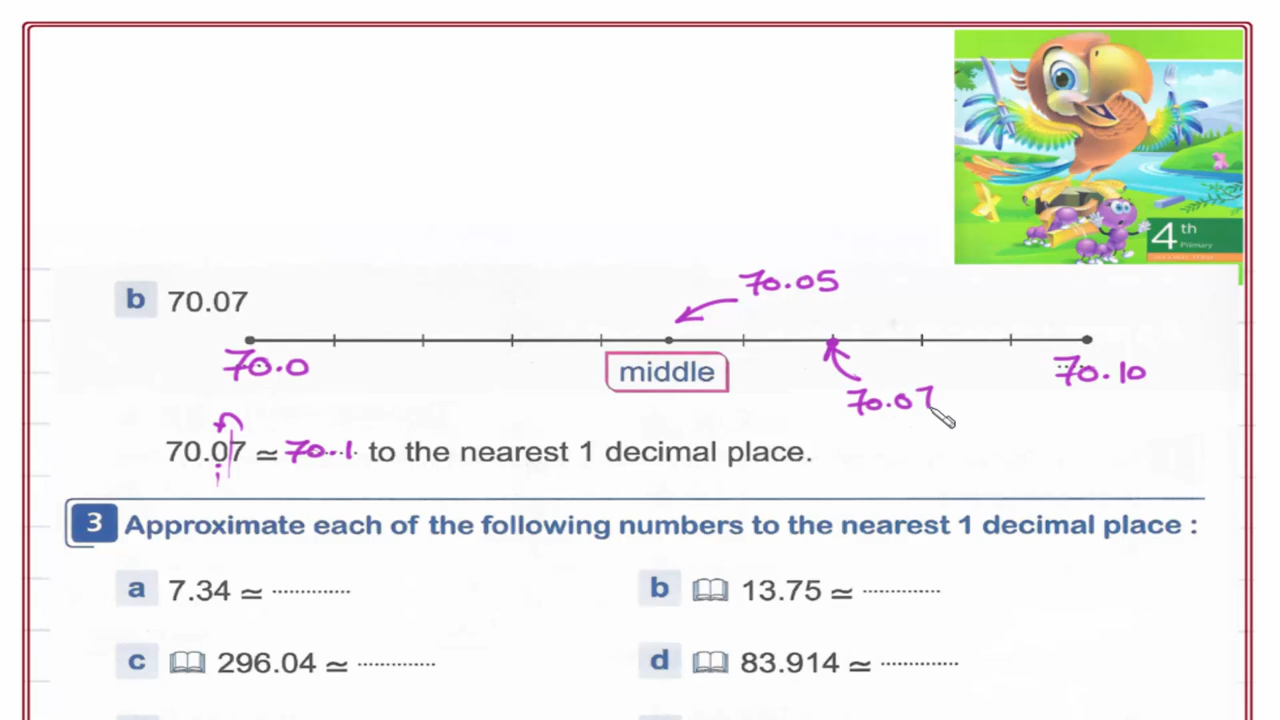 4th
Primary
b 70.07
70.05
70.0
middle
70.10
70.07
70.07 ≃ 70.1 to the nearest 1 decimal place.
3 Approximate each of the following numbers to the nearest 1 decimal place :
a 7.34 ≃ ............
b 13.75 ≃ ............
c 296.04 ≃ ............
d 83.914 ≃ ............